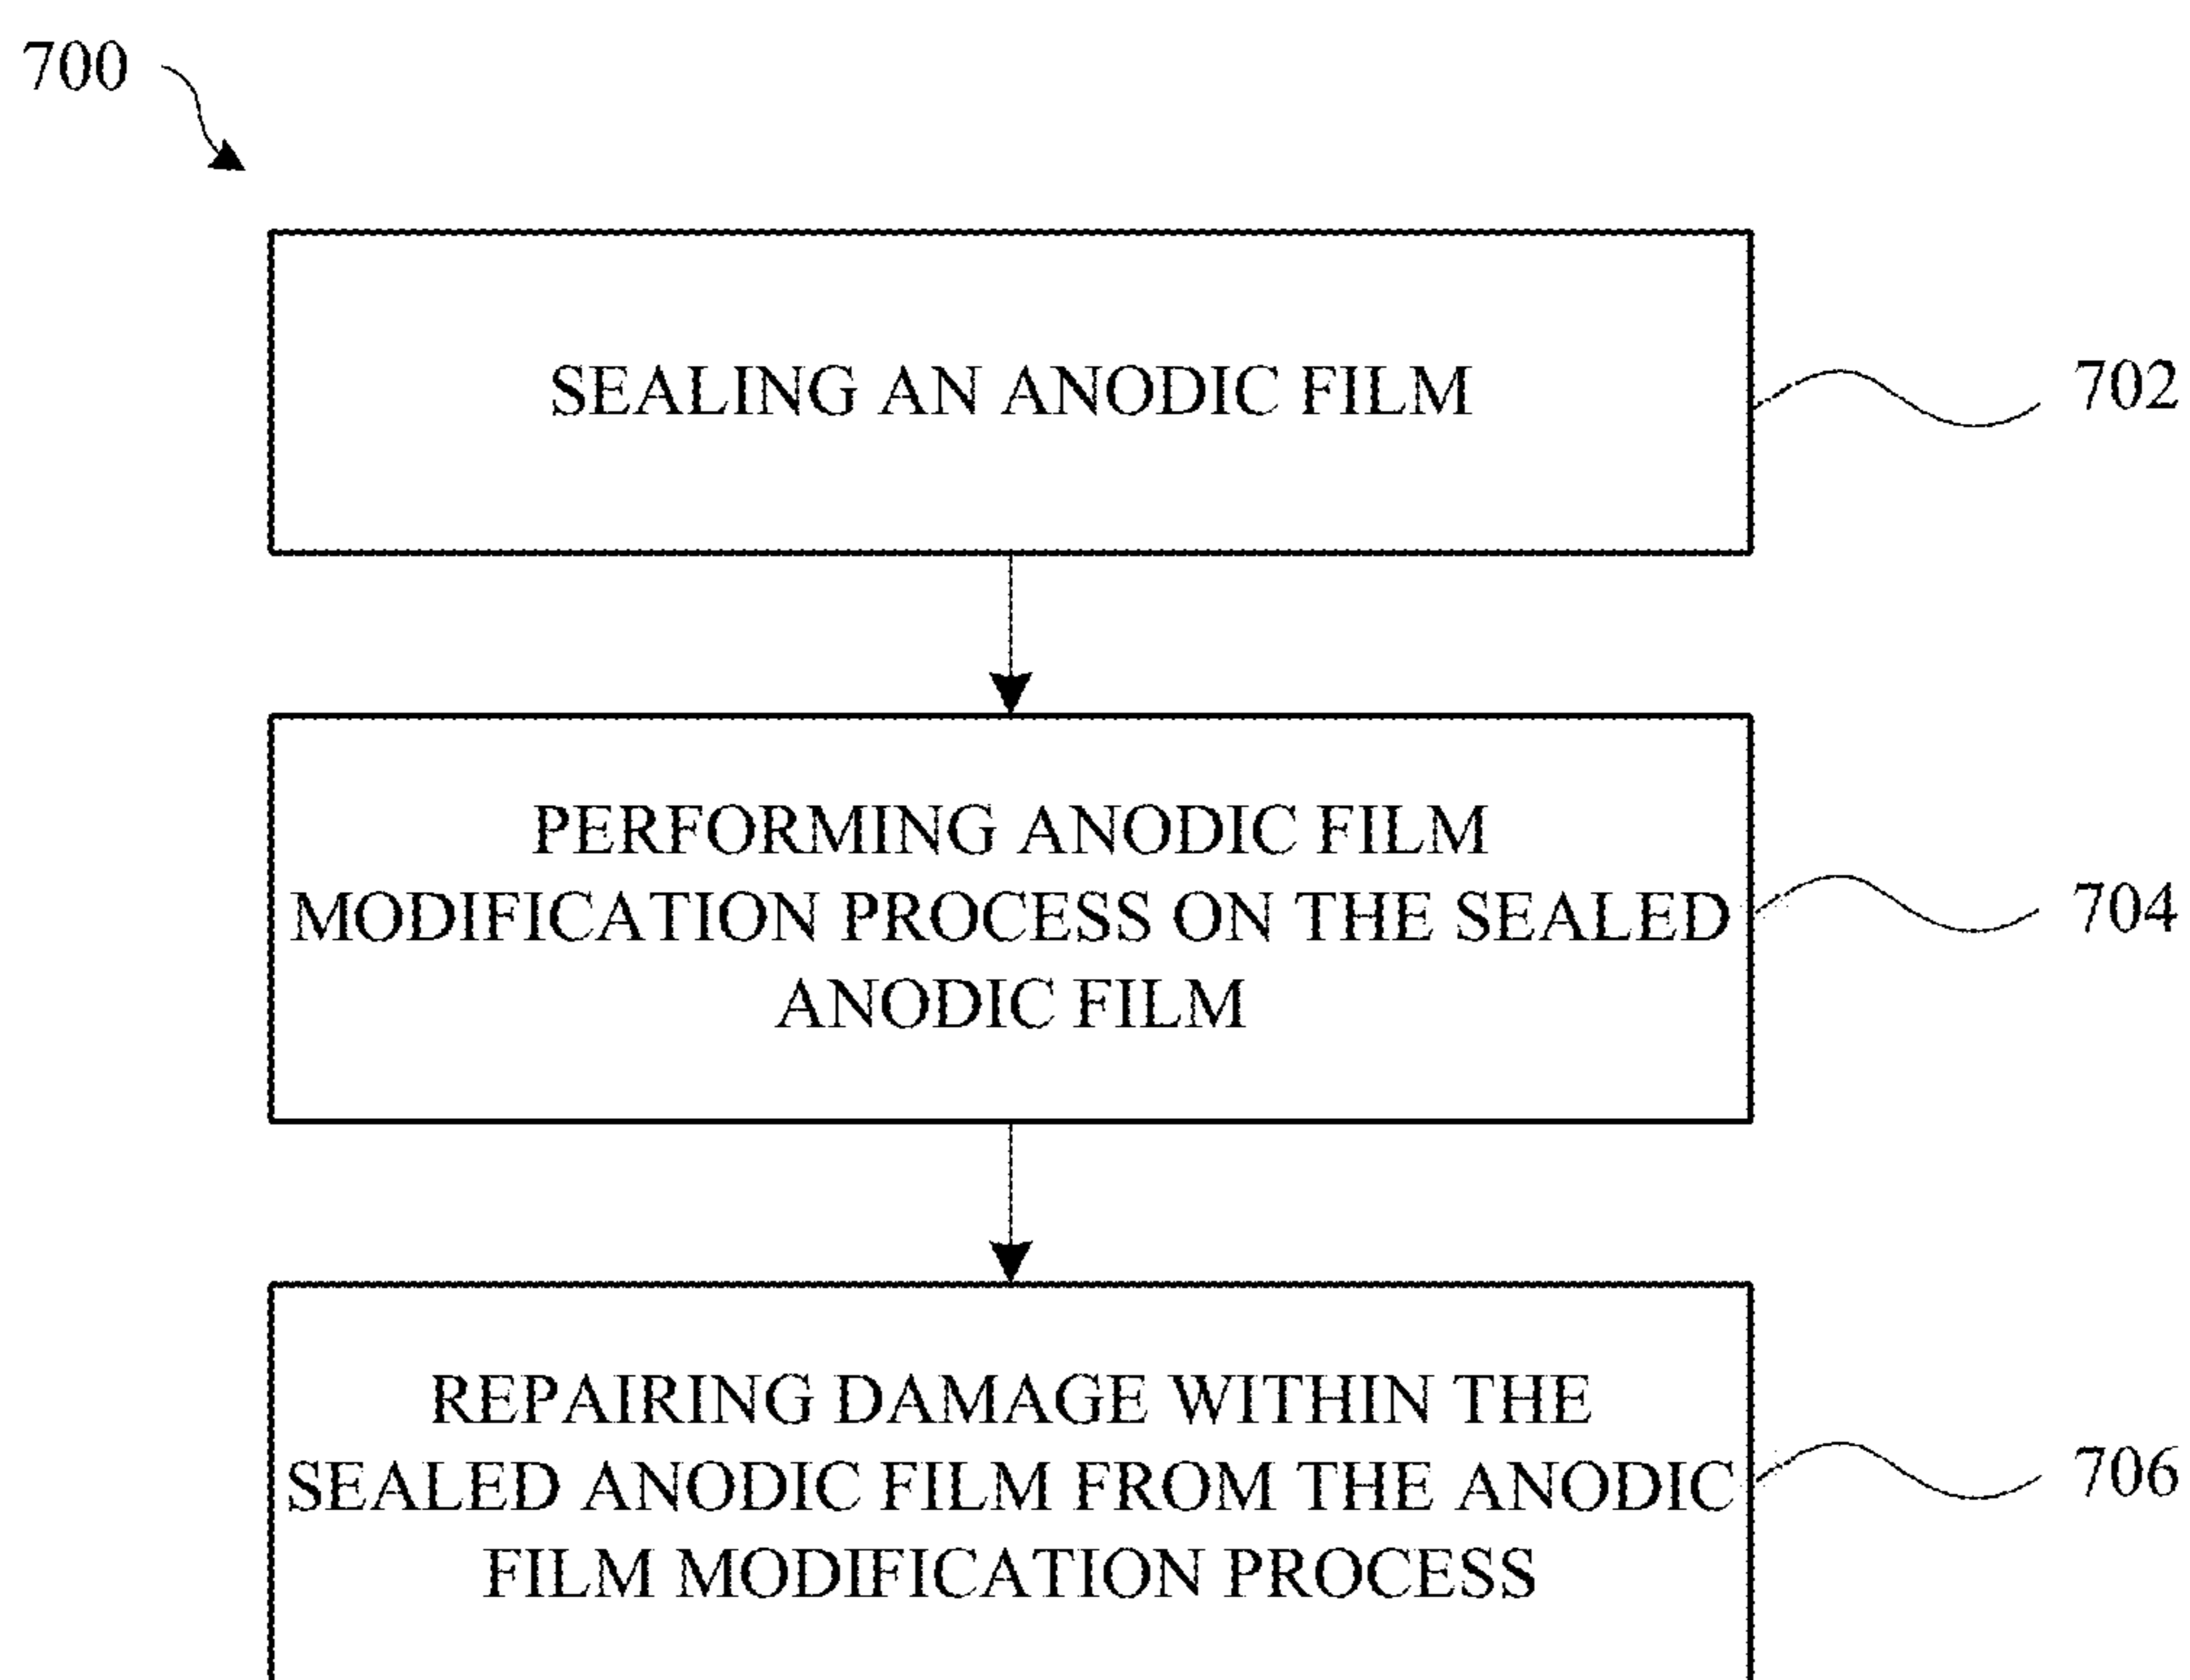 700
SEALING AN ANODIC FILM
702
PERFORMING ANODIC FILM
MODIFICATION PROCESS ON THE SEALED
ANODIC FILM
704
REPAIRING DAMAGE WITHIN THE
SEALED ANODIC FILM FROM THE ANODIC
FILM MODIFICATION PROCESS
706